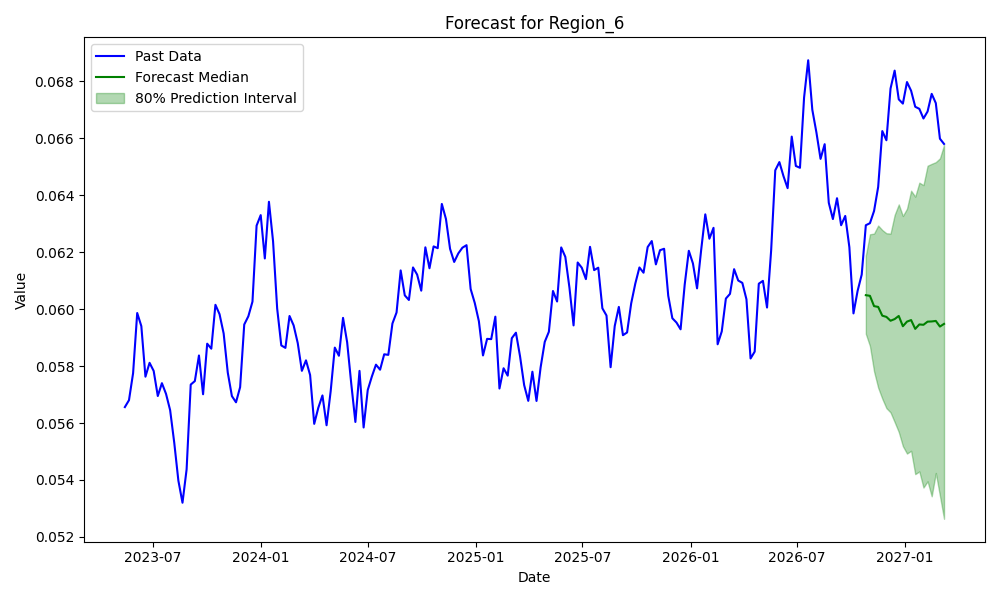 Forecast for Region_6
Past Data
Forecast Median
80% Prediction Interval
Value
0.068
0.066
0.064
0.062
0.060
0.058
0.056
0.054
0.052
2023-07
2024-01
2024-07
2025-01
2025-07
2026-01
2026-07
2027-01
Date